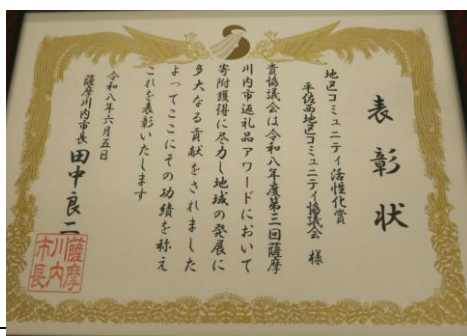 表彰状
地区コミュニティ活性化賞
平佐西地区コミュニティ協議会 様
貴協議会は令和八年度第三回薩摩
川内市返礼品アワードにおいて
寄附獲得に尽力し地域の発展に
多大なる貢献をされました
よってここにその功績を称え
これを表彰いたします
令和八年六月五日
薩摩川内市長 田中良二
薩摩
川内
市長